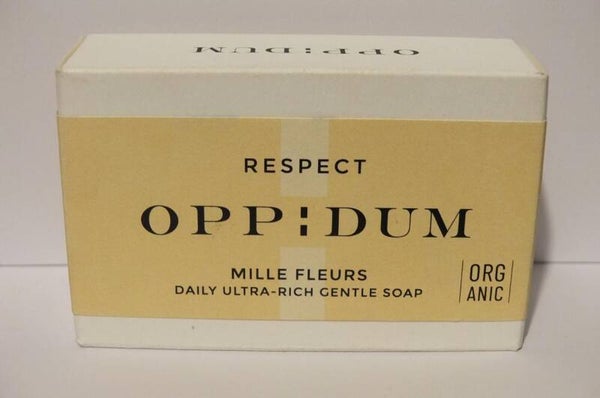 OPP¦DUM
RESPECT
OPP¦DUM
MILLE FLEURS
DAILY ULTRA-RICH GENTLE SOAP
ORG
ANIC